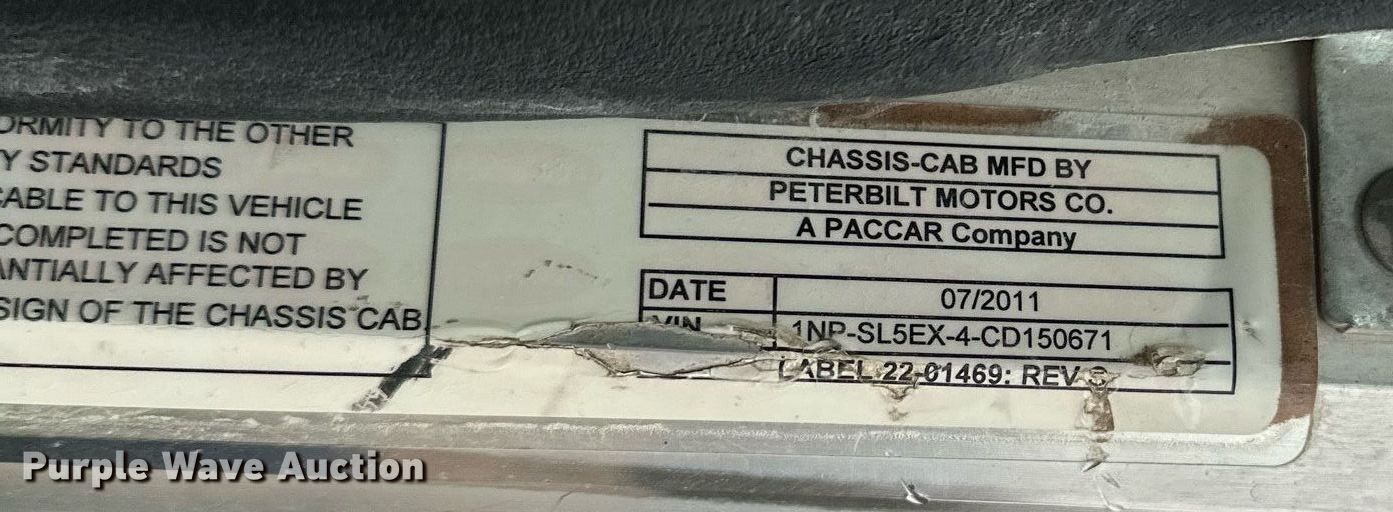 ORMITY TO THE OTHER
Y STANDARDS
CABLE TO THIS VEHICLE
COMPLETED IS NOT
ANTIALLY AFFECTED BY
SIGN OF THE CHASSIS CAB
CHASSIS-CAB MFD BY
PETERBILT MOTORS CO.
A PACCAR Company
DATE 07/2011
VIN 1NP-SL5EX-4-CD150671
LABEL 22-01469: REV
Purple Wave Auction